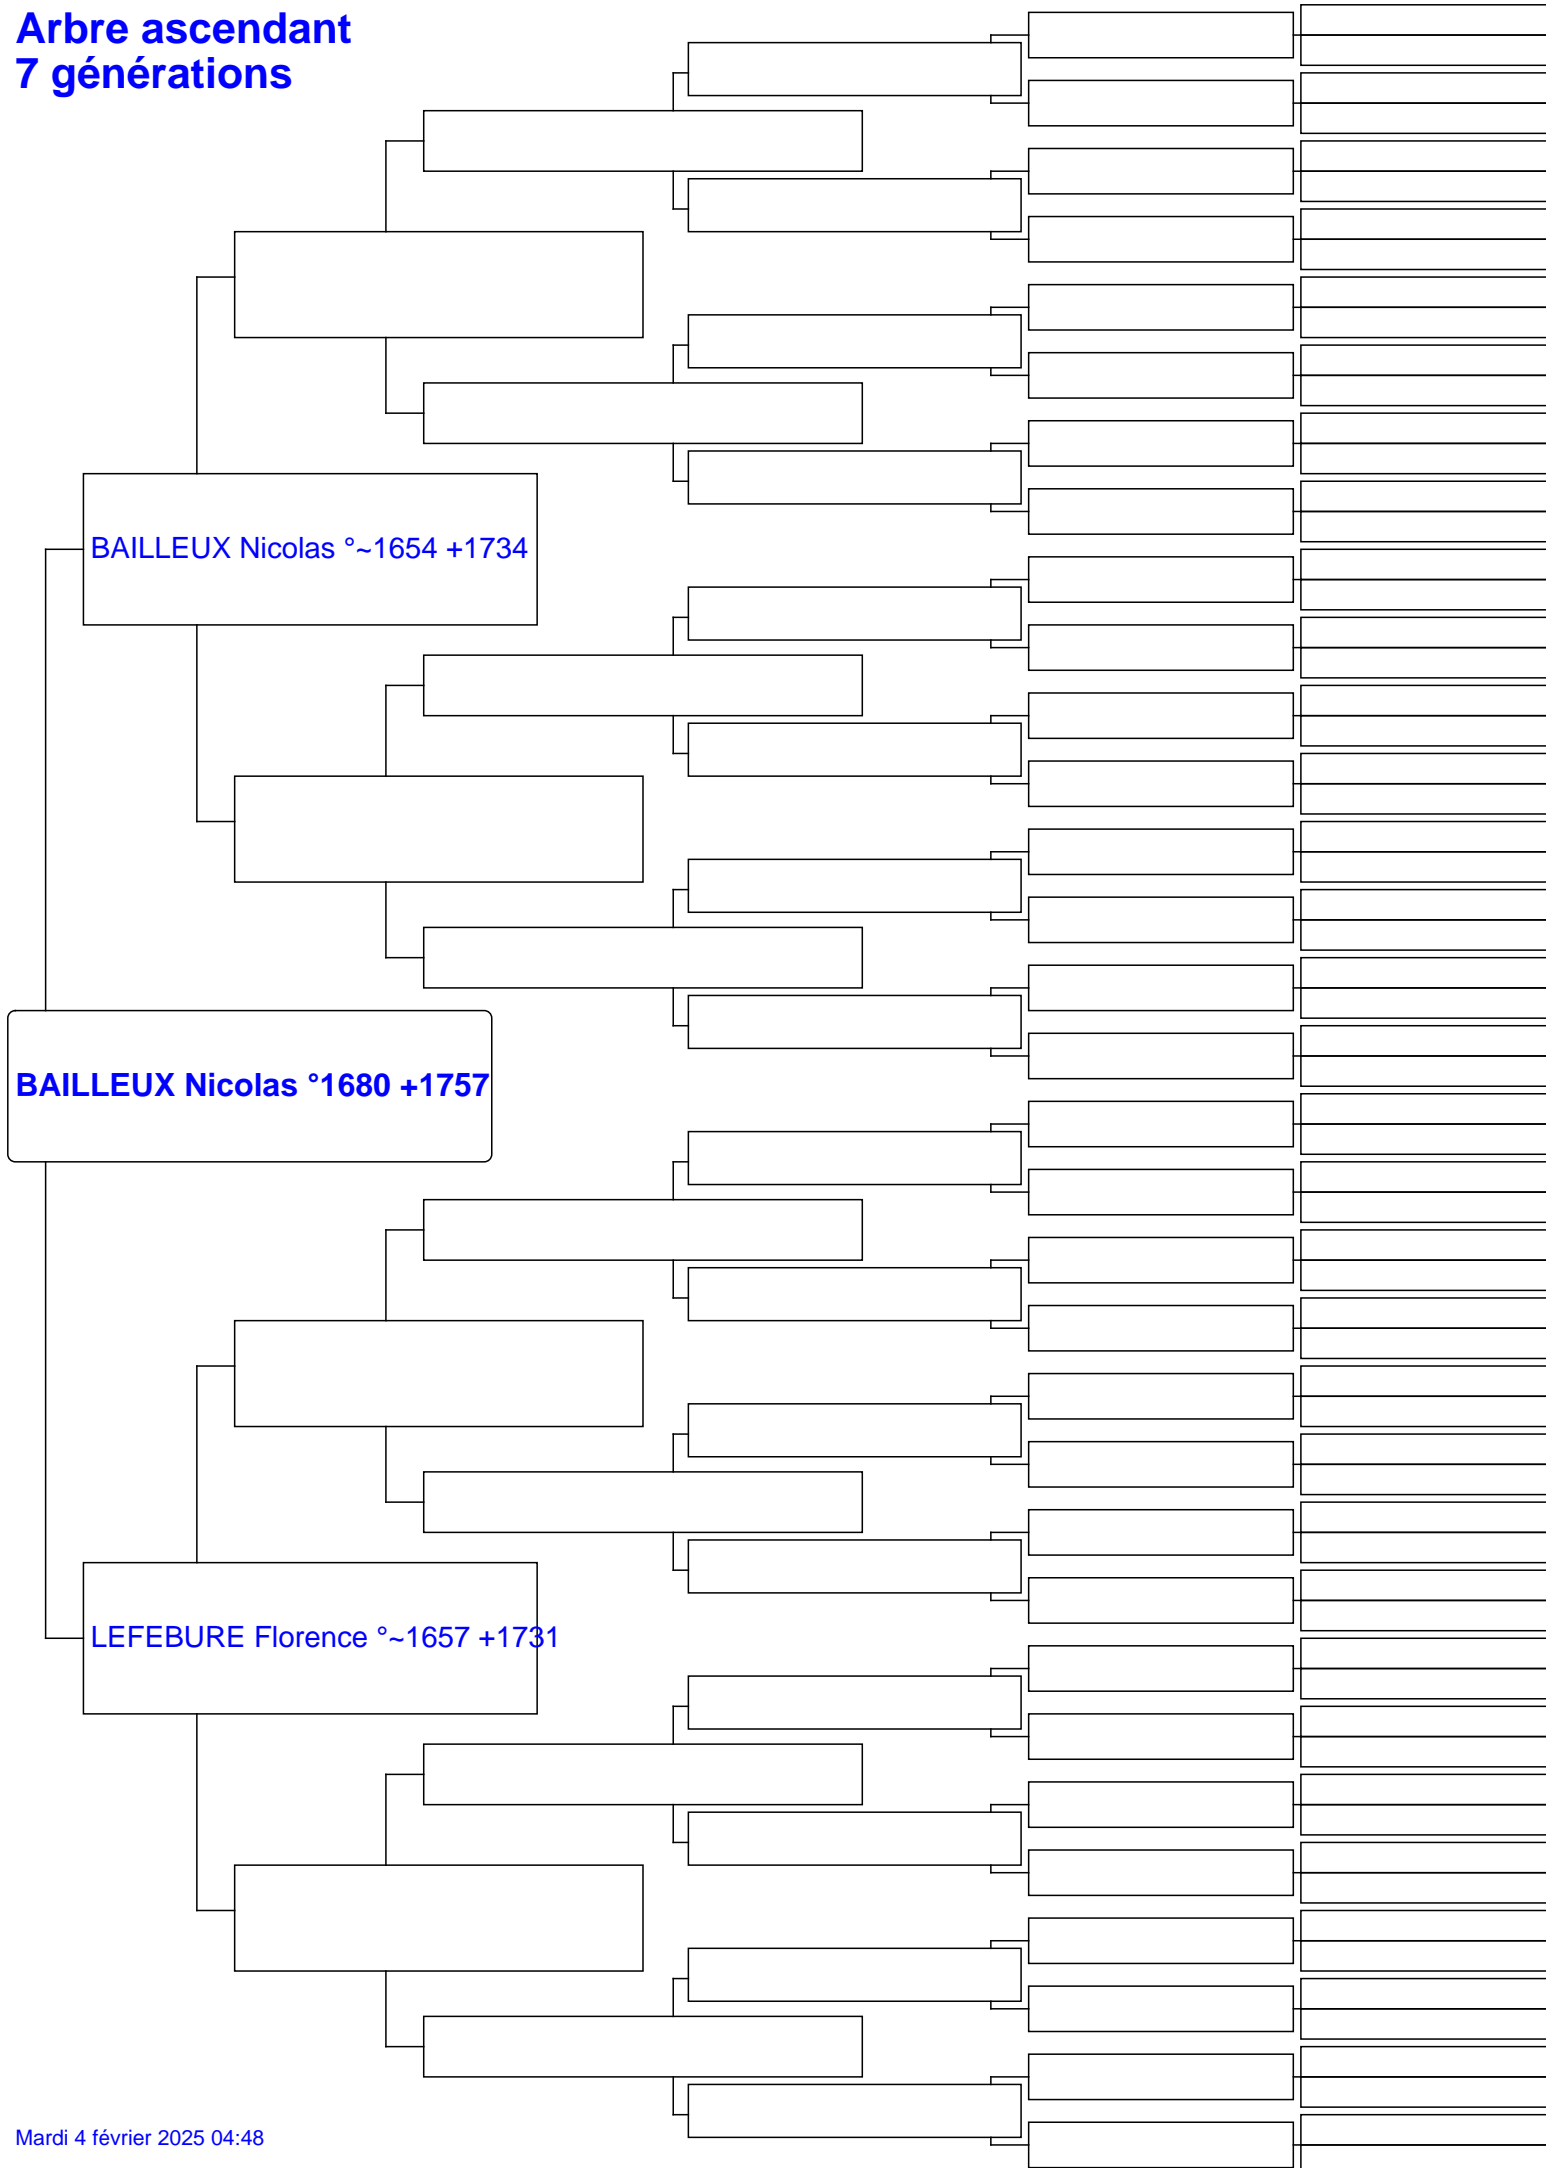 Arbre ascendant
7 générations
BAILLEUX Nicolas °~1654 +1734
BAILLEUX Nicolas °1680 +1757
LEFEBURE Florence °~1657 +1731
Mardi 4 février 2025 04:48